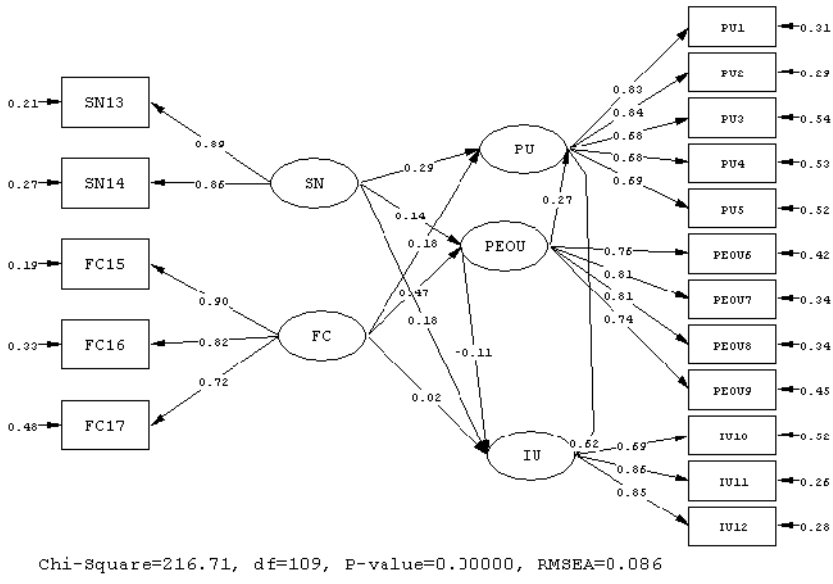 PU1
0.31
PU2
0.29
0.83
0.84
PU3
0.54
0.68
PU4
0.53
0.68
PU5
0.52
0.69
0.21
SN13
0.89
0.27
SN14
0.86
SN
0.29
PU
0.14
0.27
0.18
PEOU
0.76
PEOU6
0.42
0.81
PEOU7
0.34
0.81
PEOU8
0.34
0.74
PEOU9
0.45
0.19
FC15
0.90
0.47
0.18
0.33
FC16
0.82
FC
0.72
-0.11
0.02
0.48
FC17
0.62
IU
0.69
IU10
0.52
0.86
IU11
0.26
0.85
IU12
0.28
Chi-Square=216.71, df=109, P-value=0.00000, RMSEA=0.086